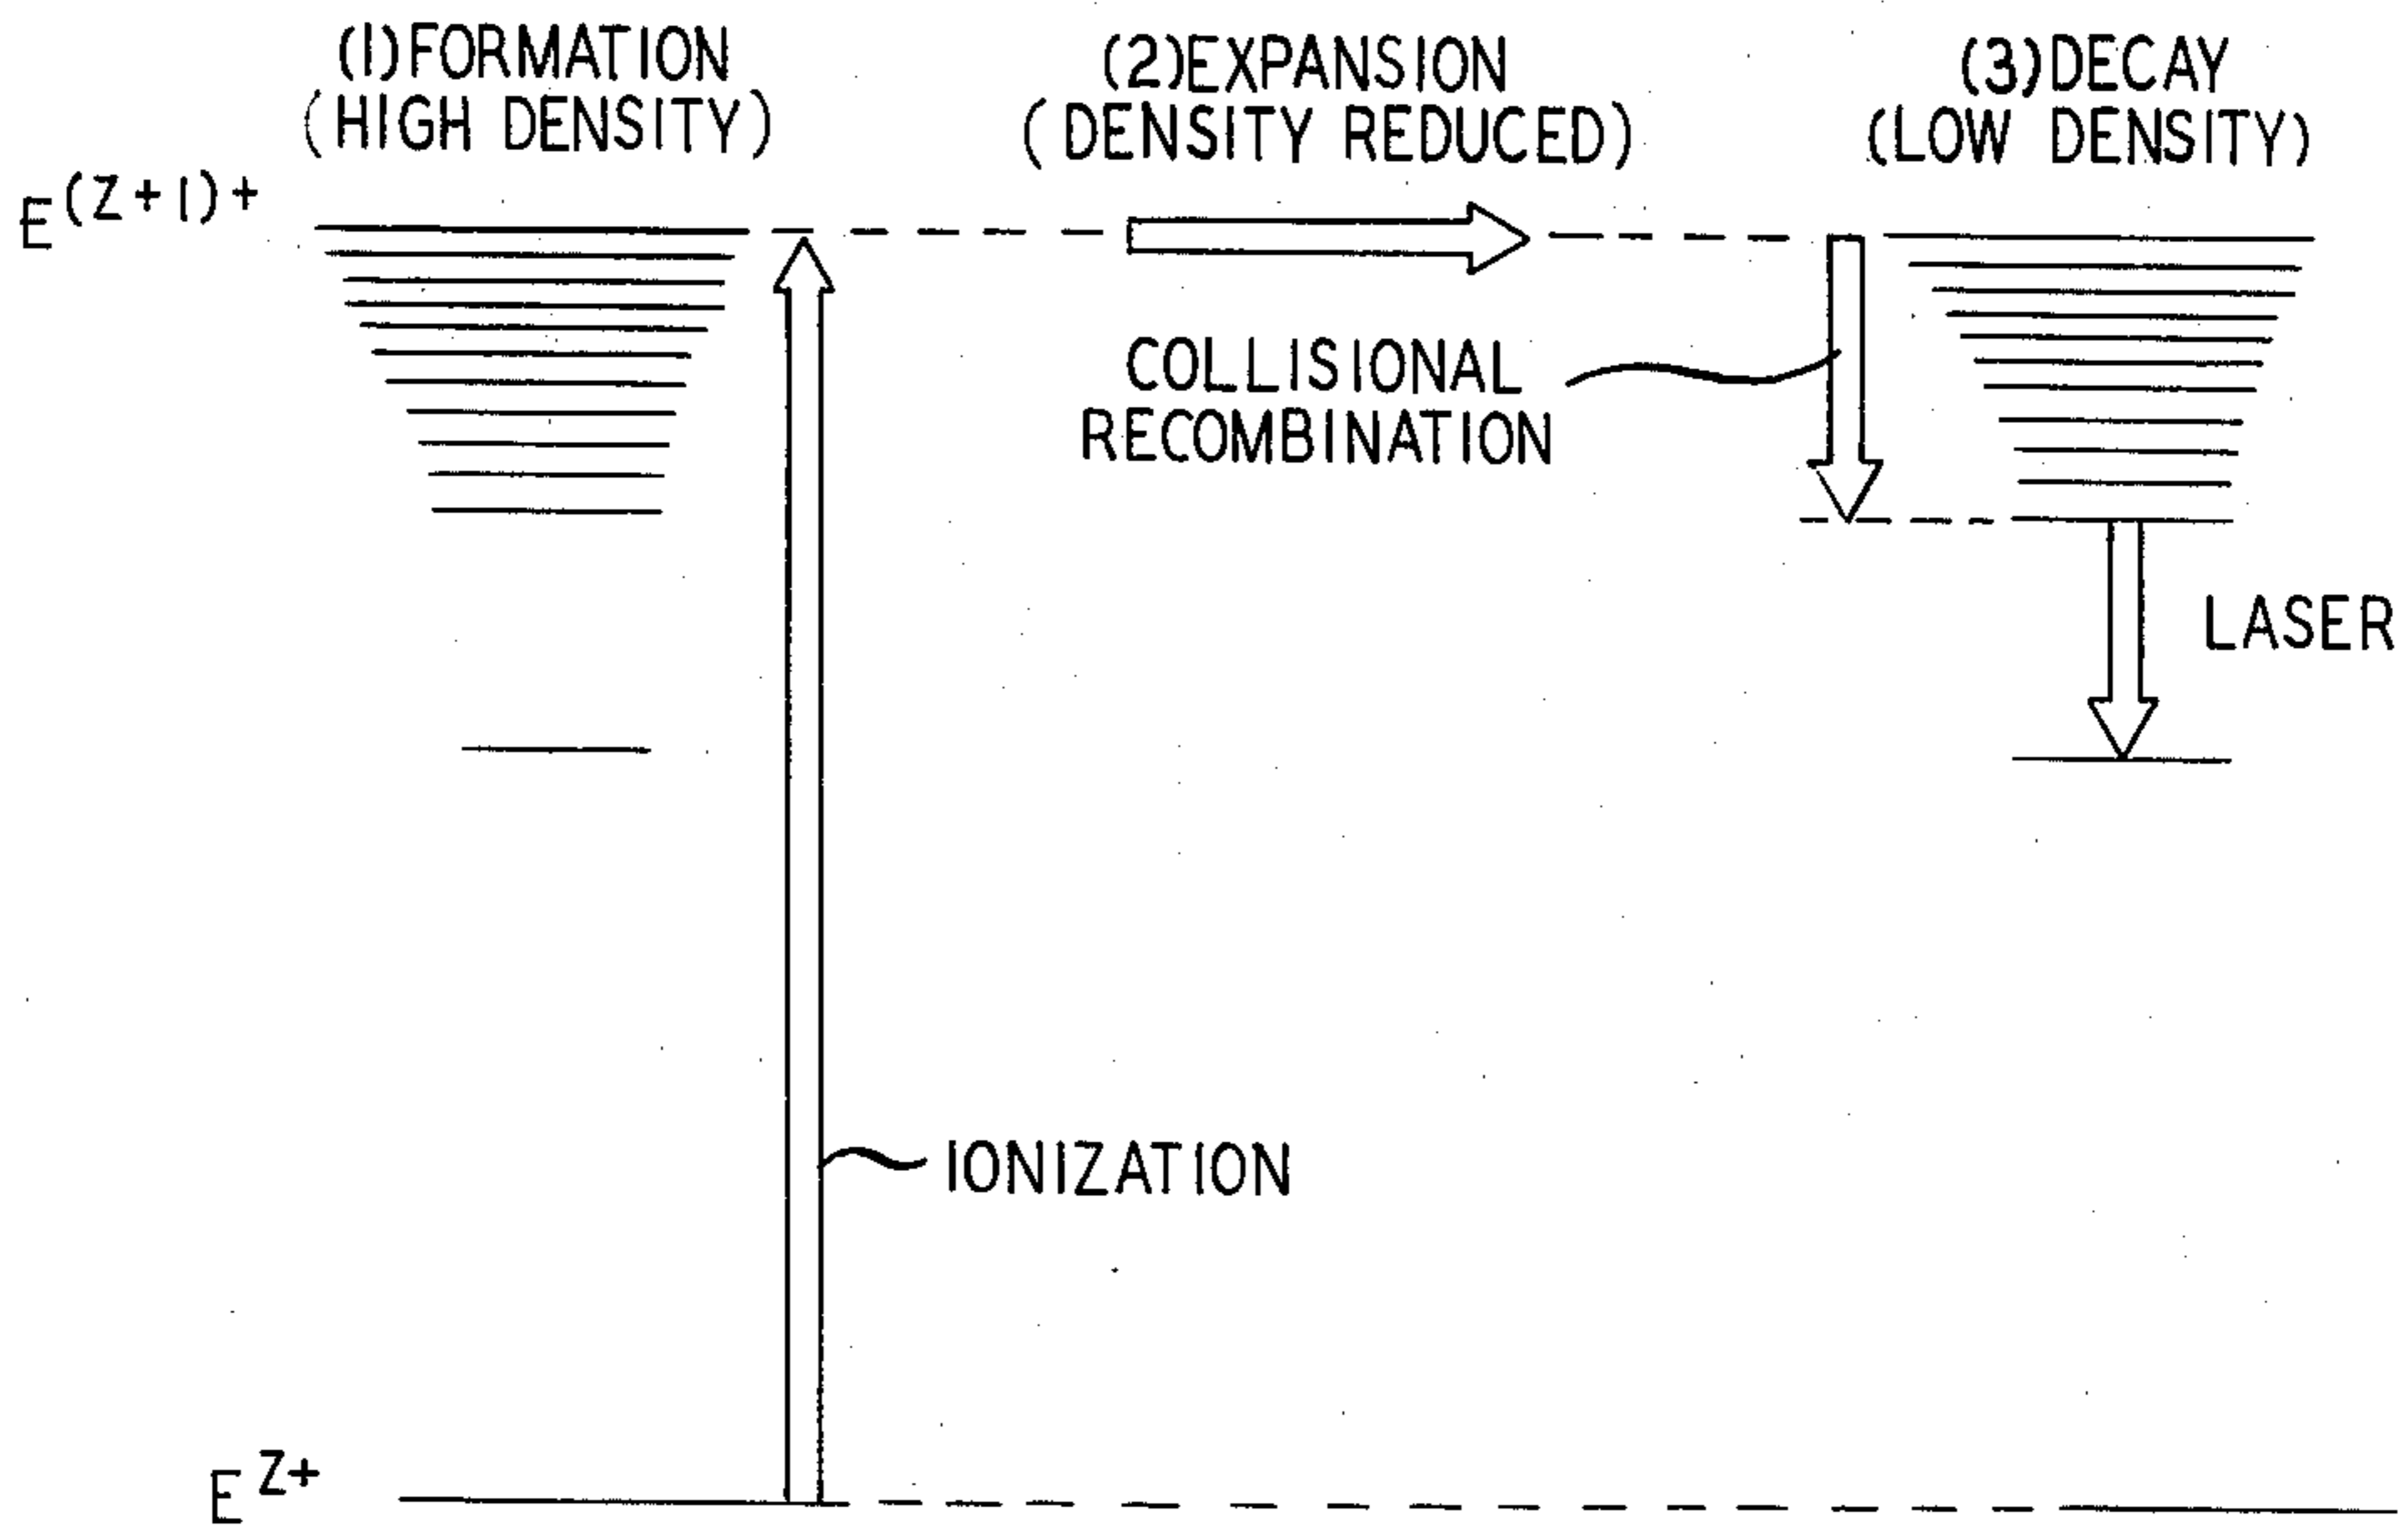 (1)FORMATION
(HIGH DENSITY)
(2)EXPANSION
(DENSITY REDUCED)
(3)DECAY
(LOW DENSITY)
E(Z+1)+
COLLISIONAL
RECOMBINATION
LASER
IONIZATION
EZ+